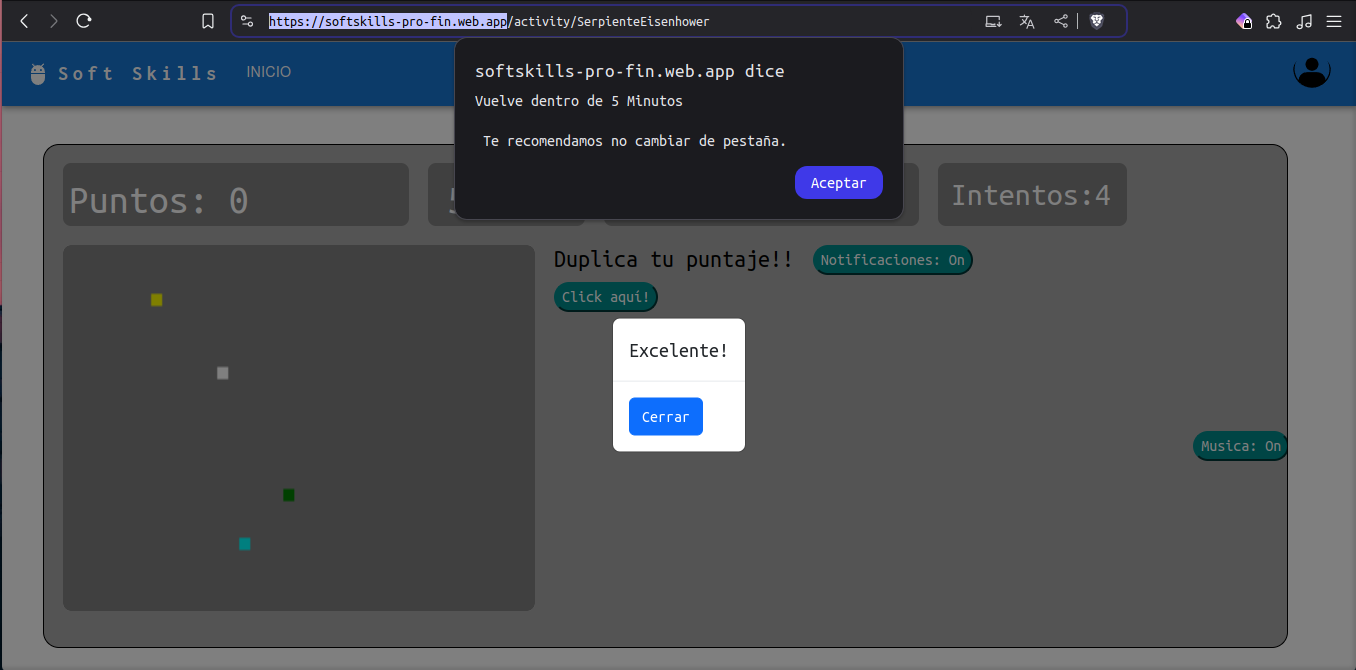 https://softskills-pro-fin.web.app/activity/SerpienteEisenhower
softskills-pro-fin.web.app dice
Vuelve dentro de 5 Minutos
Te recomendamos no cambiar de pestaña.
Aceptar
Soft Skills
INICIO
Puntos: 0
Intentos:4
Duplica tu puntaje!!
Notificaciones: On
Click aquí!
Excelente!
Cerrar
Musica: On